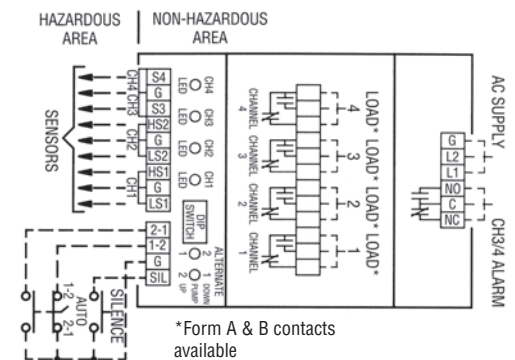 HAZARDOUS
AREA
NON-HAZARDOUS
AREA
SENSORS
CH4
CH3
CH2
CH1
S4
G
S3
HS2
G
LS2
HS1
G
LS1
LED
CH4
LED
CH3
LED
CH2
LED
CH1
DIP
SWITCH
2-1
1-2
G
SIL
ALTERNATE
1
2
2
1
UP
PUMP
DOWN
1-2
AUTO
2-1
SILENCE
CHANNEL
4
CHANNEL
3
CHANNEL
2
CHANNEL
1
4
LOAD*
3
LOAD*
2
LOAD*
1
LOAD*
AC SUPPLY
G
L2
L1
NO
C
NC
CH3/4 ALARM
*Form A & B contacts
available